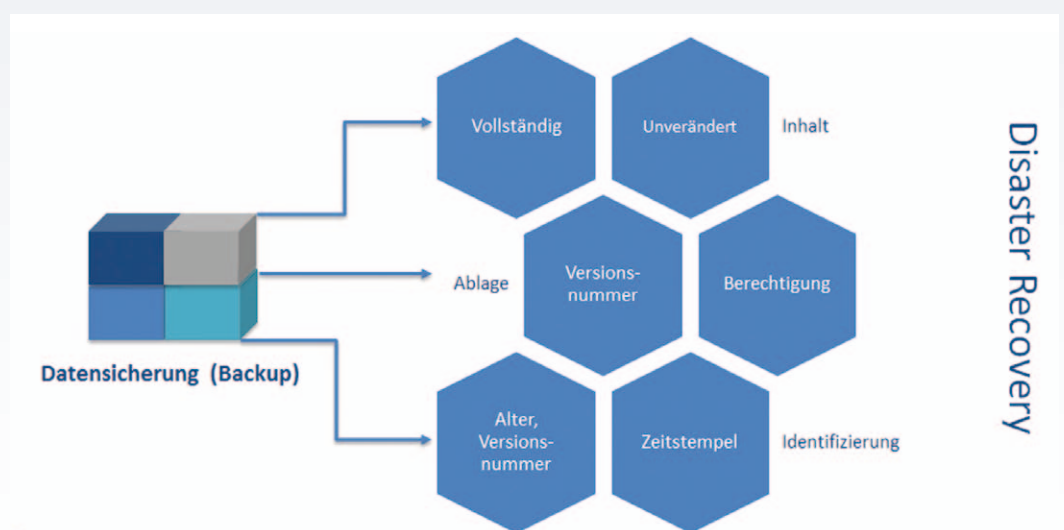 Vollständig
Unverändert
Inhalt
Ablage
Versions-
nummer
Berechtigung
Datensicherung (Backup)
Alter,
Versions-
nummer
Zeitstempel
Identifizierung
Disaster Recovery